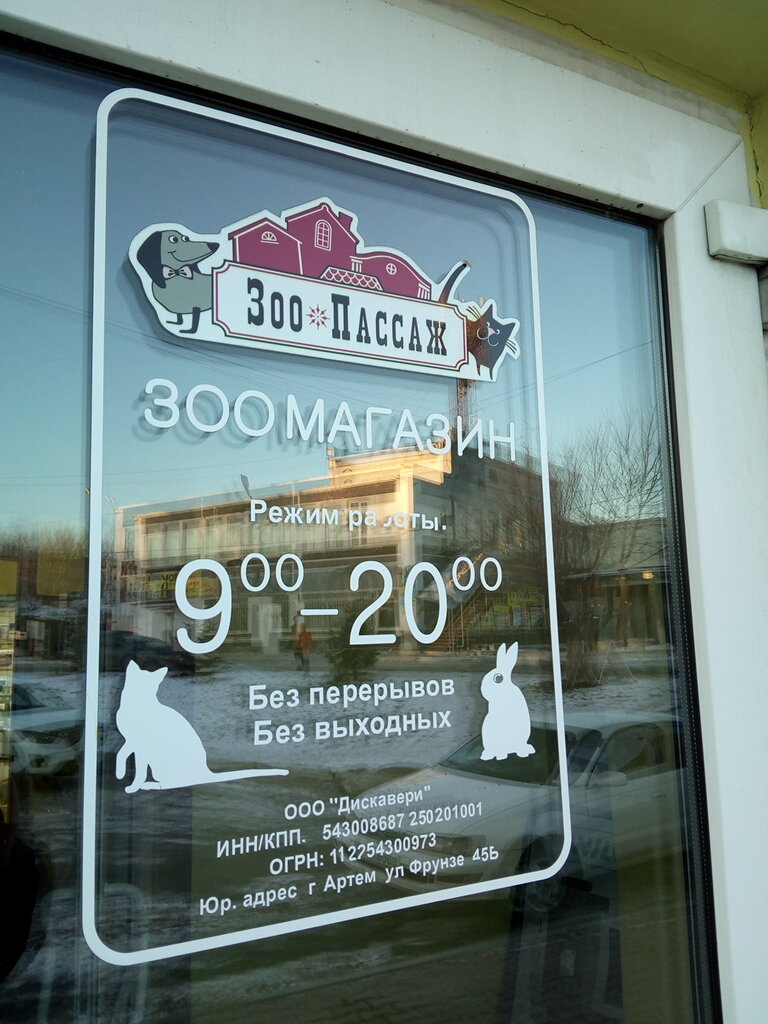 Зоо Пассаж
ЗООМАГАЗИН
Режим работы.
9⁰⁰–20⁰⁰
Без перерывов
Без выходных
ООО "Дискавери"
ИНН/КПП. 543008687 250201001
ОГРН: 112254300973
Юр. адрес г Артем ул Фрунзе 45Б